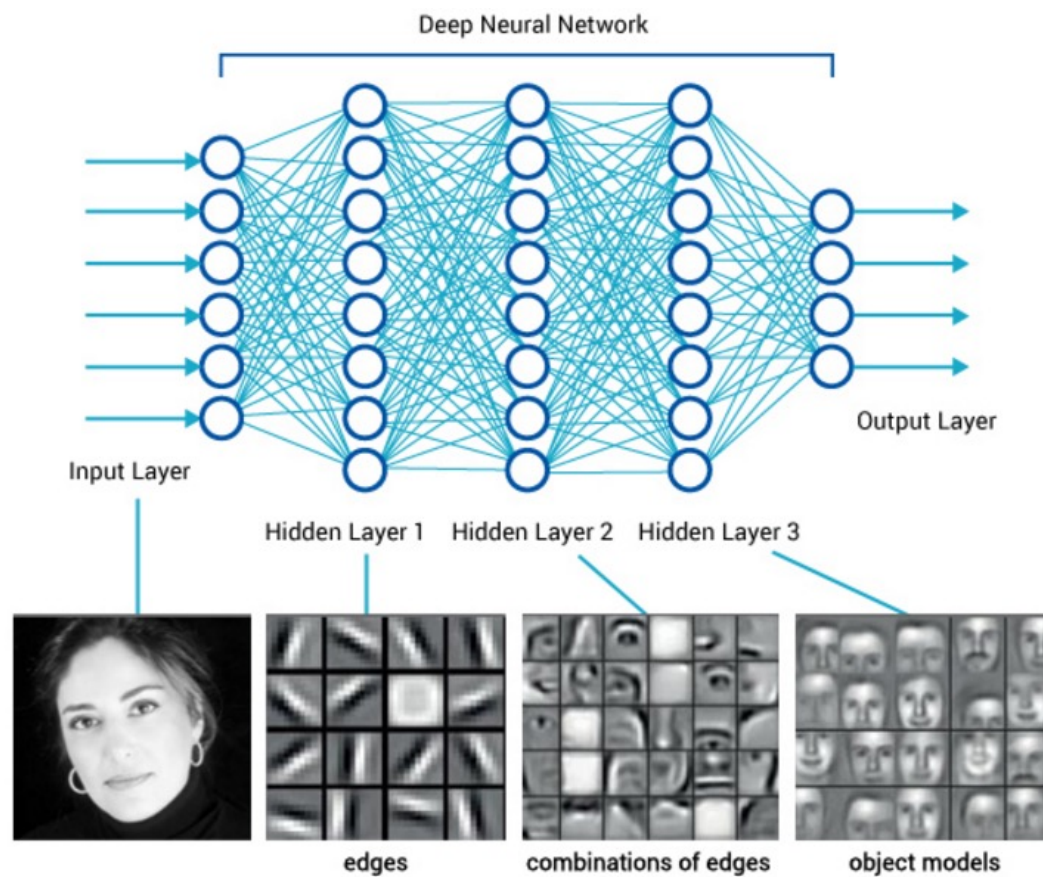 Deep Neural Network
Output Layer
Input Layer
Hidden Layer 1 Hidden Layer 2 Hidden Layer 3
edges combinations of edges object models